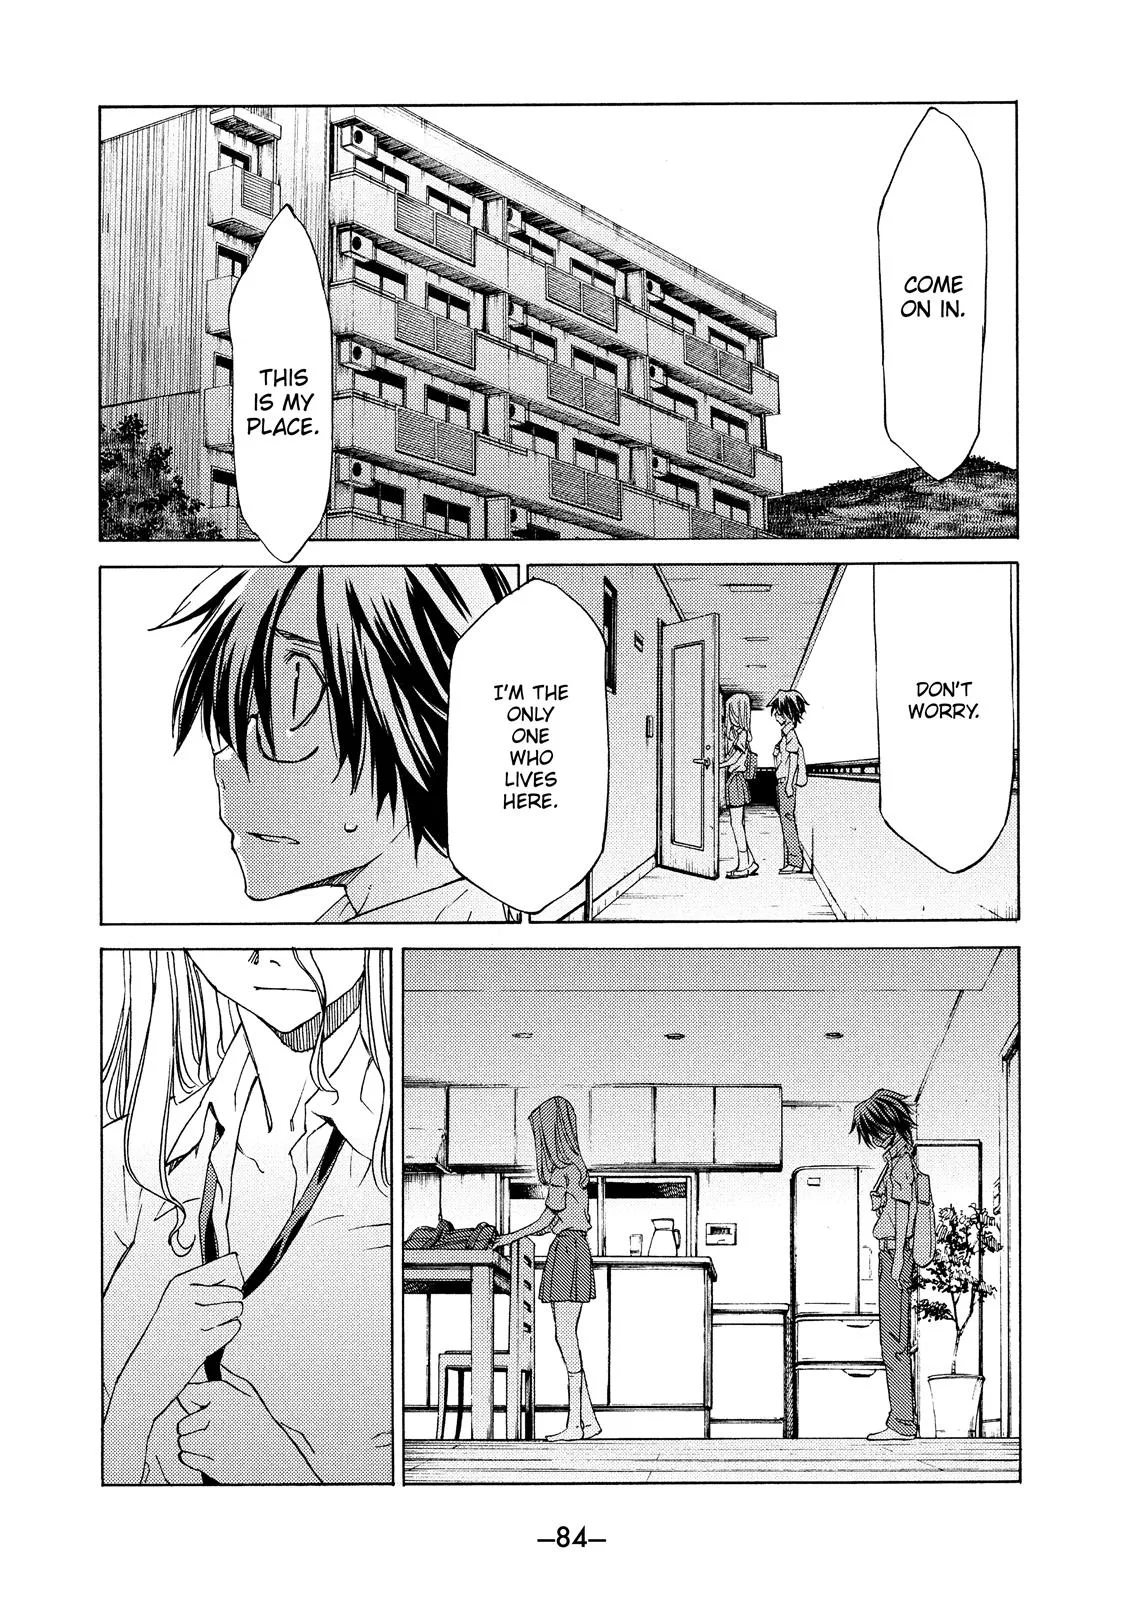 COME
ON IN.
THIS
IS MY
PLACE.
DON'T
WORRY.
I'M THE
ONLY
ONE
WHO
LIVES
HERE.
—84—